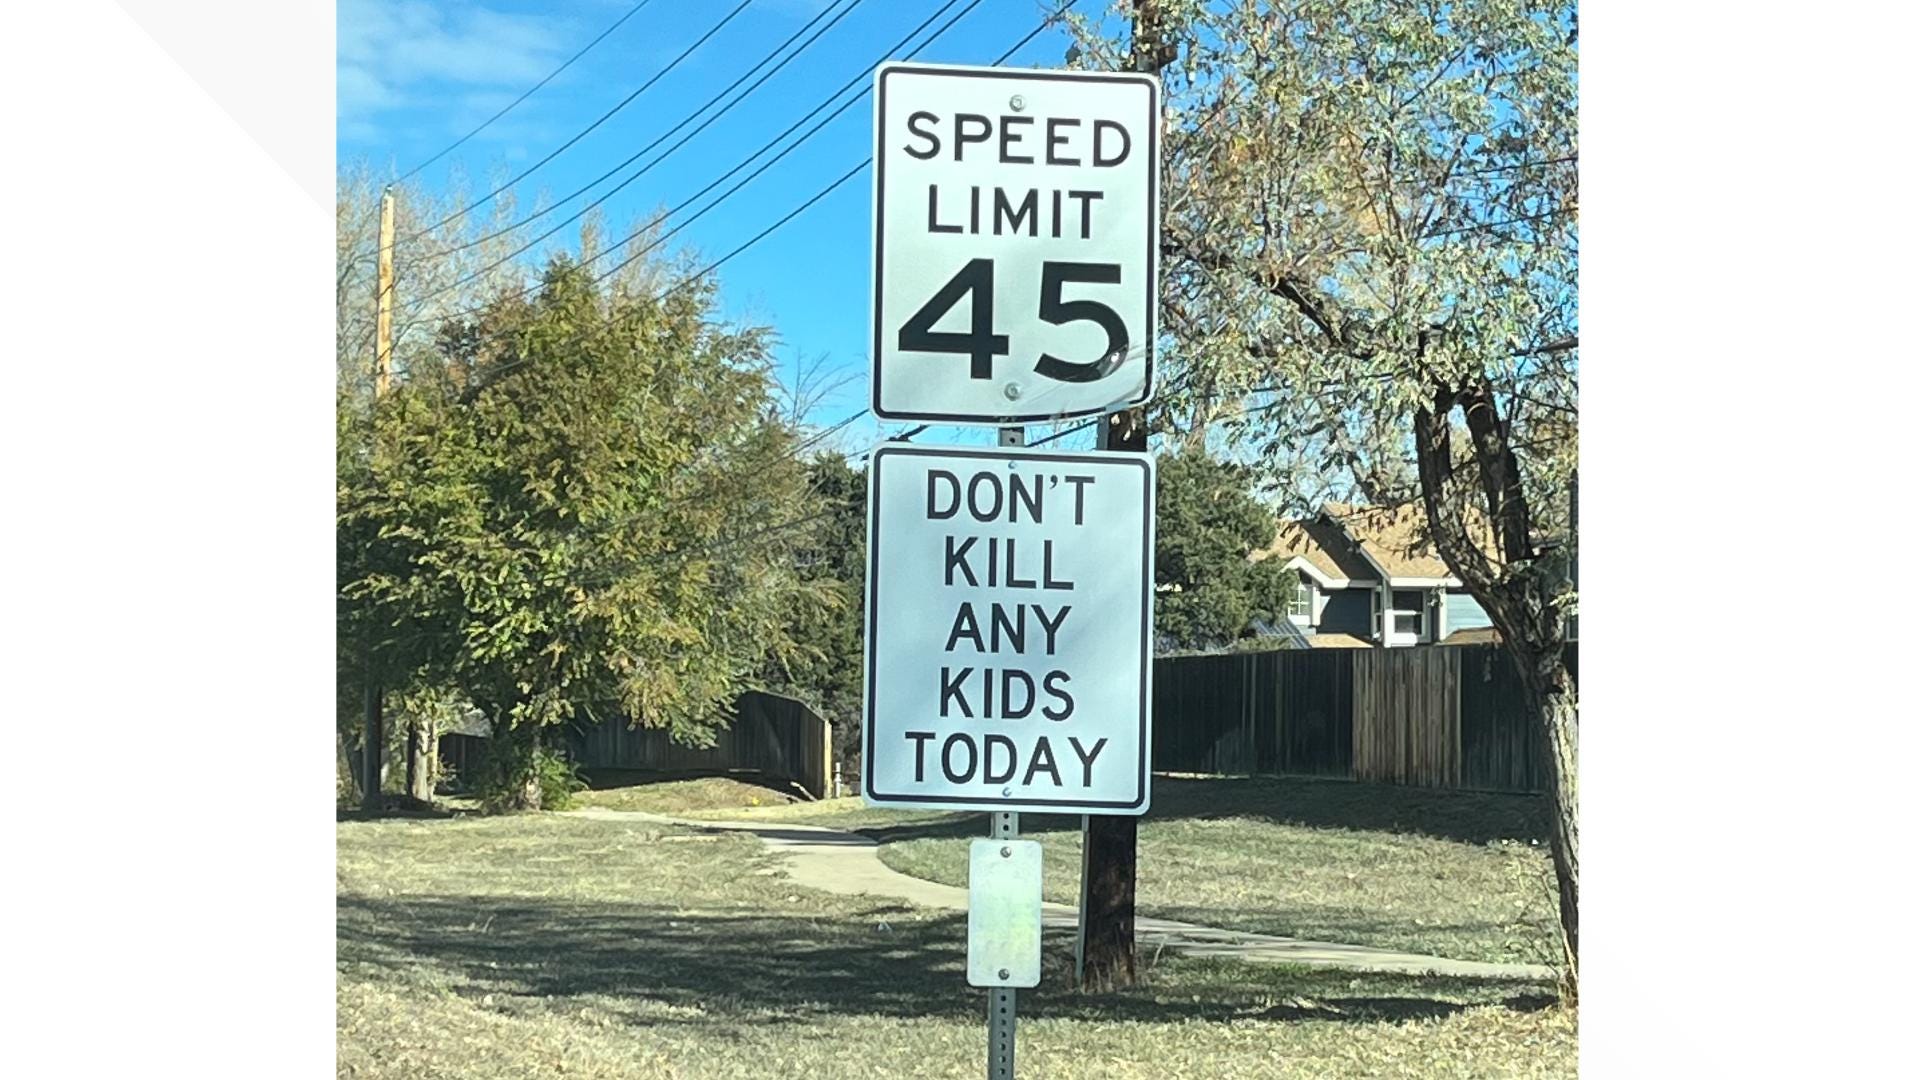 SPEED
LIMIT
45
DON'T
KILL
ANY
KIDS
TODAY